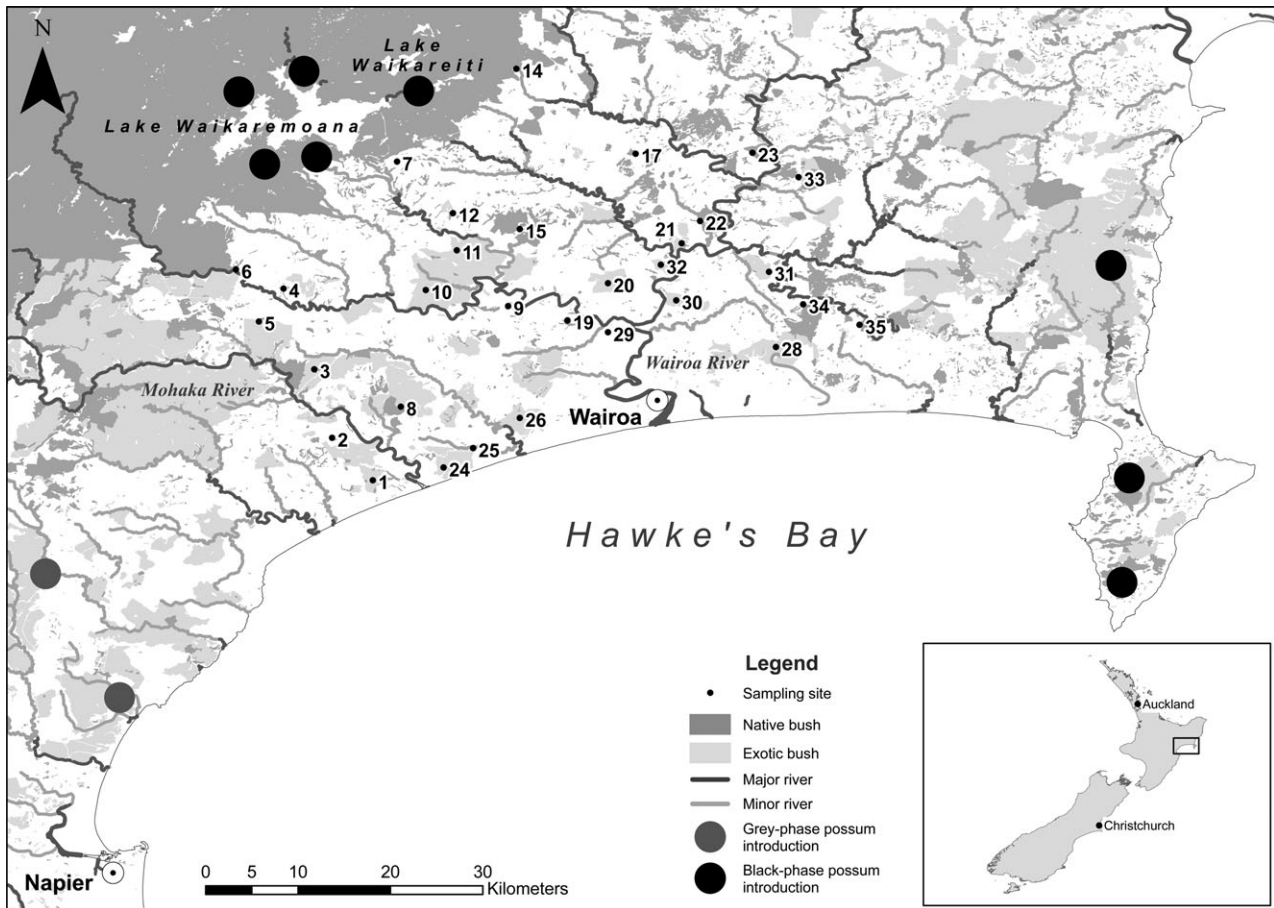 N
Lake
Waikareiti
Lake Waikaremoana
14
7
17
23
33
12
15
22
21
11
6
4
10
32
31
20
30
34
9
19
35
5
29
28
Wairoa River
3
Mohaka River
8
Wairoa
26
2
25
24
1
Hawke's Bay
Legend
Sampling site
Native bush
Exotic bush
Major river
Minor river
Grey-phase possum
introduction
Black-phase possum
introduction
Auckland
Christchurch
Napier
0 5 10 20 30
Kilometers